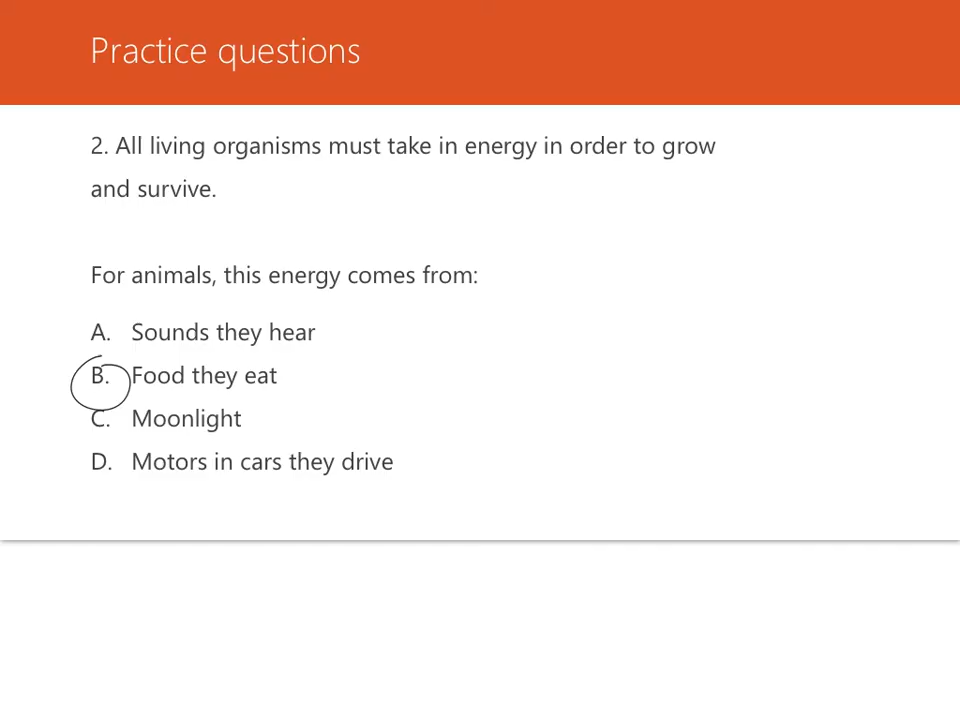 Practice questions
2. All living organisms must take in energy in order to grow
and survive.
For animals, this energy comes from:
A. Sounds they hear
B. Food they eat
C. Moonlight
D. Motors in cars they drive